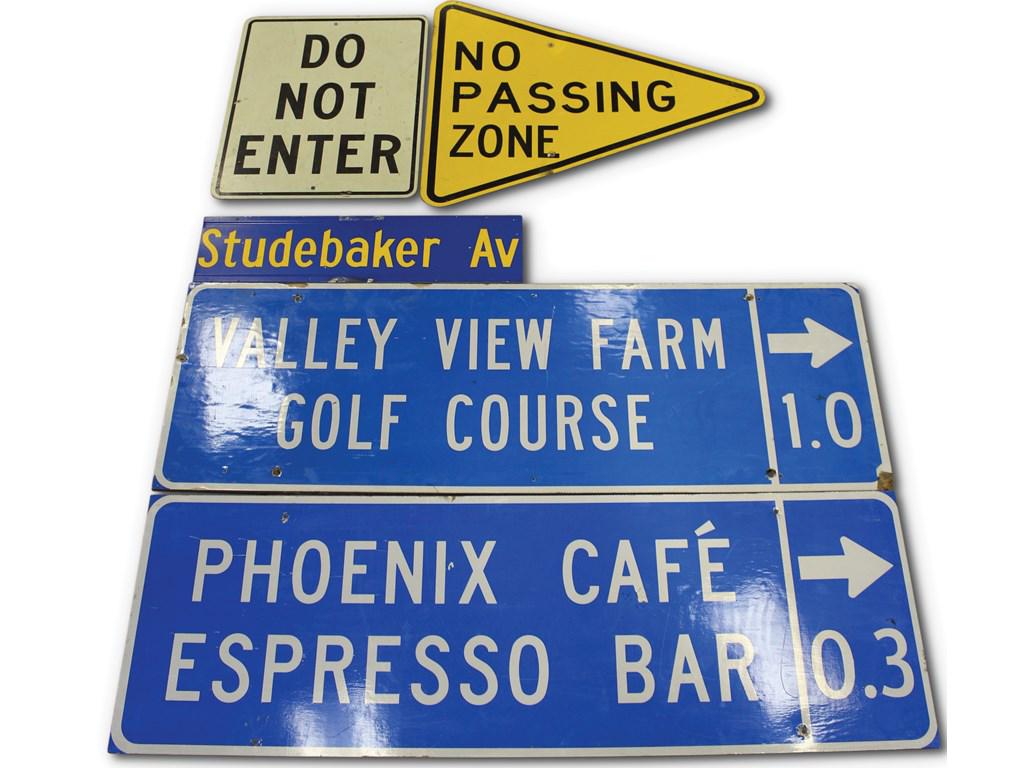 DO
NOT
ENTER
NO
PASSING
ZONE
Studebaker Av
VALLEY VIEW FARM
GOLF COURSE
1.0
PHOENIX CAFÉ
ESPRESSO BAR
0.3